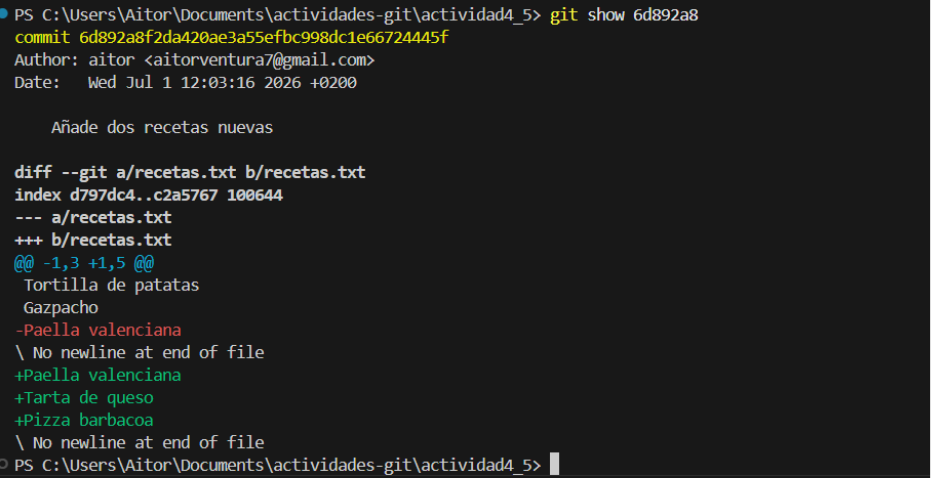 PS C:\Users\Aitor\Documents\actividades-git\actividad4_5> git show 6d892a8
commit 6d892a8f2da420ae3a55efbc998dc1e66724445f
Author: aitor <aitorventura7@gmail.com>
Date:   Wed Jul 1 12:03:16 2026 +0200

    Añade dos recetas nuevas

diff --git a/recetas.txt b/recetas.txt
index d797dc4..c2a5767 100644
--- a/recetas.txt
+++ b/recetas.txt
@@ -1,3 +1,5 @@
 Tortilla de patatas
 Gazpacho
-Paella valenciana
\ No newline at end of file
+Paella valenciana
+Tarta de queso
+Pizza barbacoa
\ No newline at end of file
PS C:\Users\Aitor\Documents\actividades-git\actividad4_5>